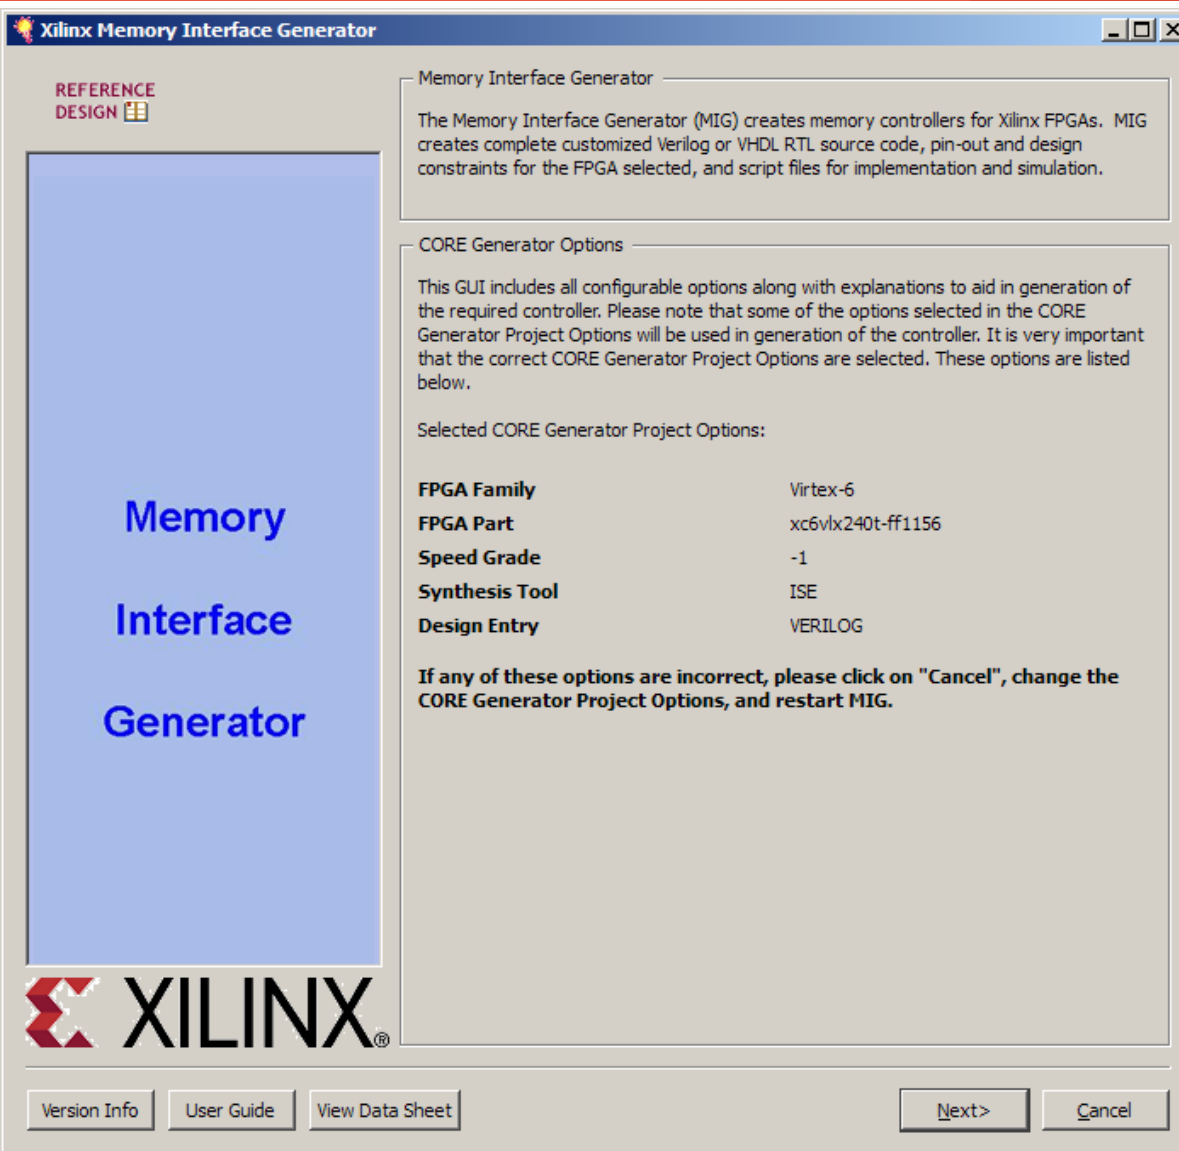 Xilinx Memory Interface Generator
REFERENCE
DESIGN
Memory
Interface
Generator
XILINX®
Memory Interface Generator
The Memory Interface Generator (MIG) creates memory controllers for Xilinx FPGAs.  MIG
creates complete customized Verilog or VHDL RTL source code, pin-out and design
constraints for the FPGA selected, and script files for implementation and simulation.
CORE Generator Options
This GUI includes all configurable options along with explanations to aid in generation of
the required controller. Please note that some of the options selected in the CORE
Generator Project Options will be used in generation of the controller. It is very important
that the correct CORE Generator Project Options are selected. These options are listed
below.
Selected CORE Generator Project Options:
FPGA Family Virtex-6
FPGA Part xc6vlx240t-ff1156
Speed Grade -1
Synthesis Tool ISE
Design Entry VERILOG
If any of these options are incorrect, please click on "Cancel", change the
CORE Generator Project Options, and restart MIG.
Version Info User Guide View Data Sheet Next> Cancel